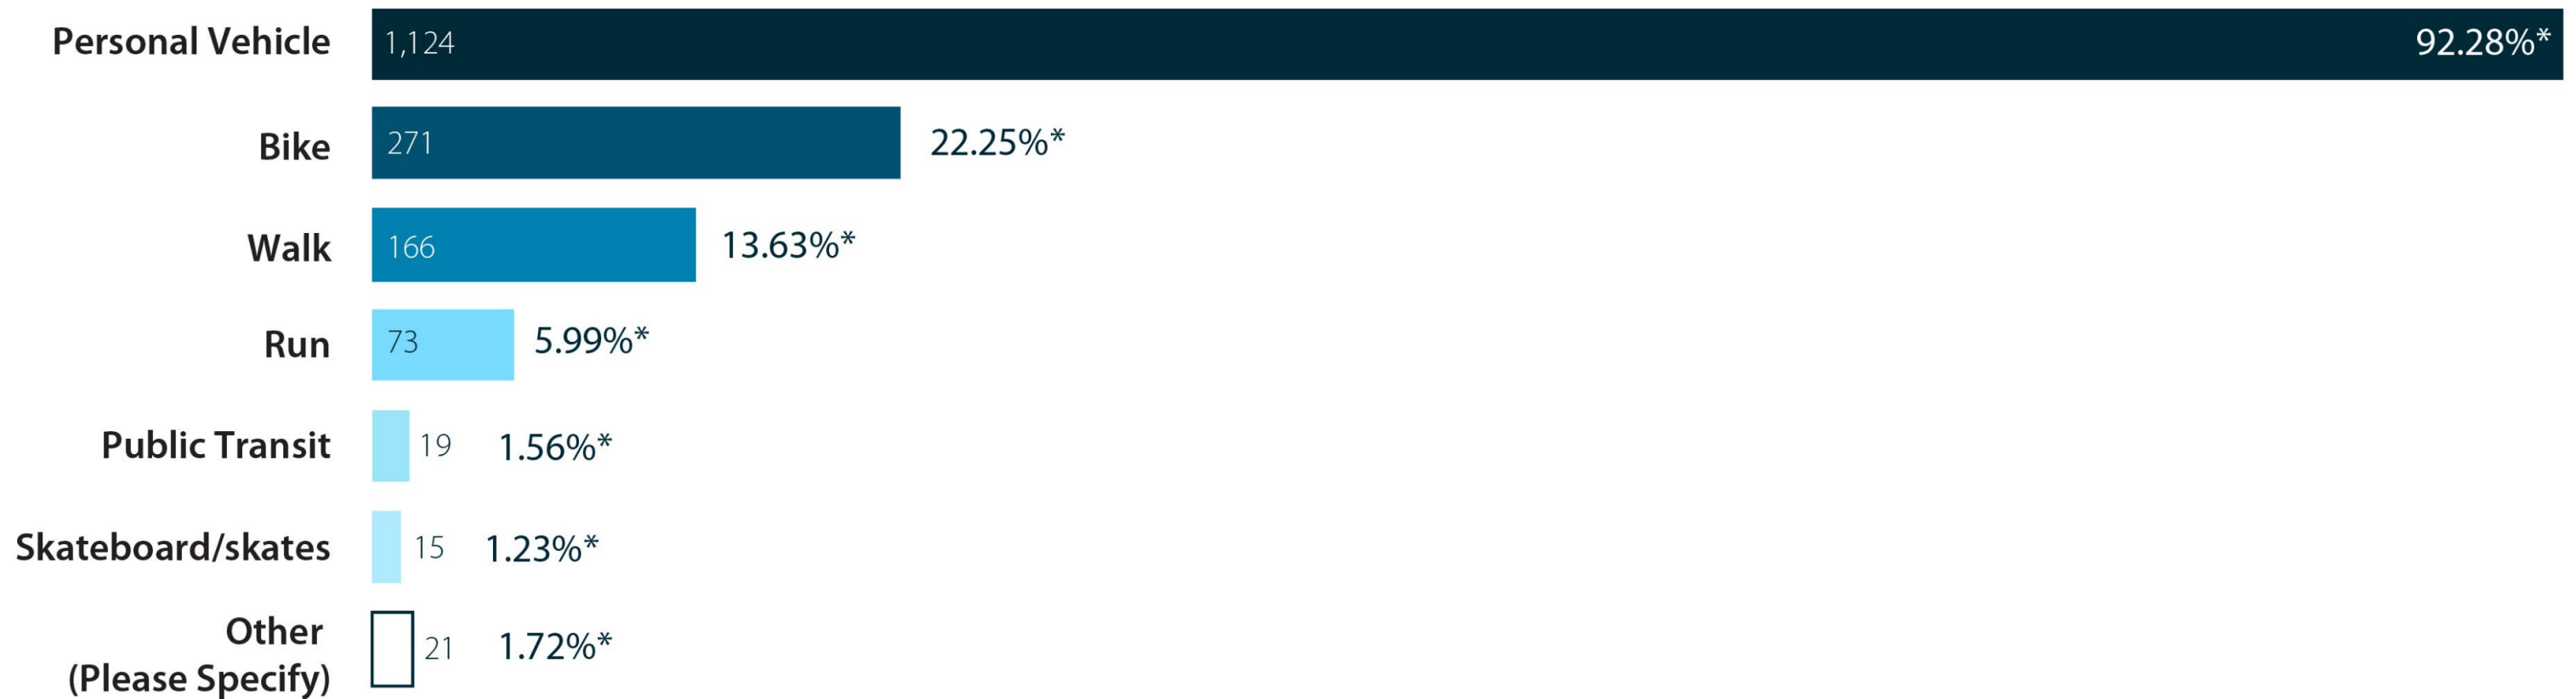 Personal Vehicle 1,124 92.28%*
Bike 271 22.25%*
Walk 166 13.63%*
Run 73 5.99%*
Public Transit 19 1.56%*
Skateboard/skates 15 1.23%*
Other
(Please Specify) 21 1.72%*